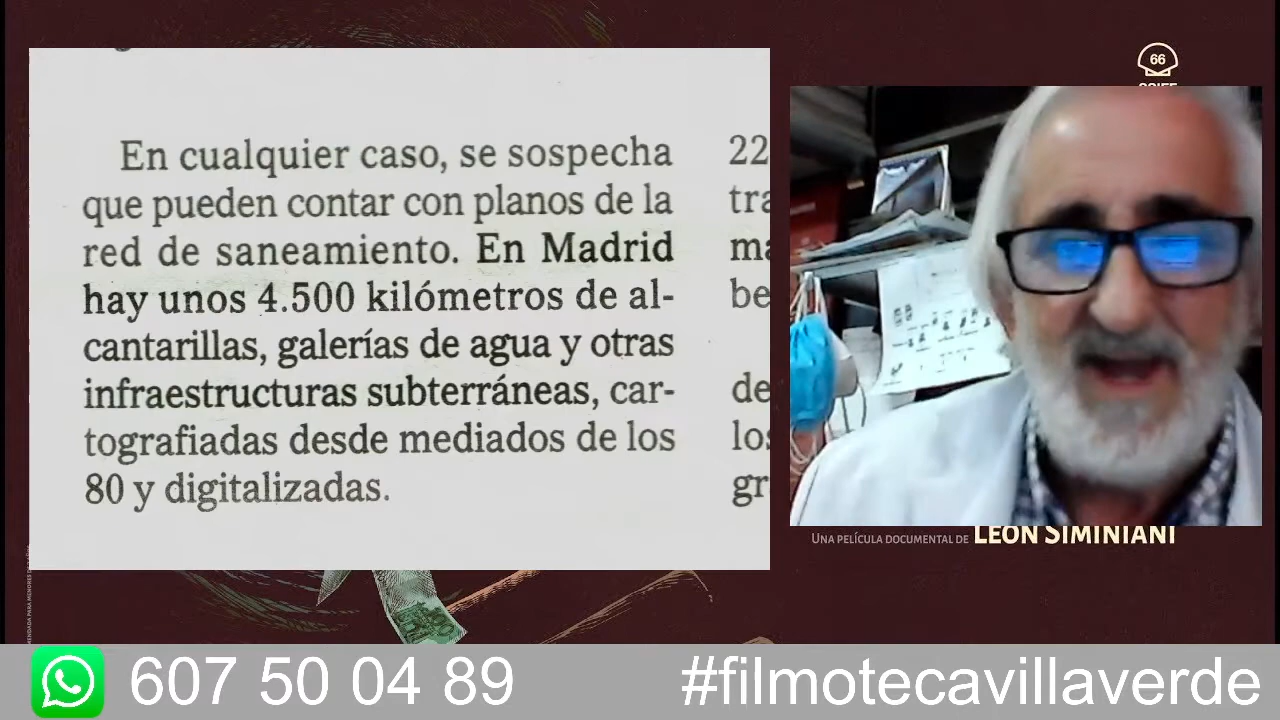 En cualquier caso, se sospecha
que pueden contar con planos de la
red de saneamiento. En Madrid
hay unos 4.500 kilómetros de al-
cantarillas, galerías de agua y otras
infraestructuras subterráneas, car-
tografiadas desde mediados de los
80 y digitalizadas.
22
tra
ma
be
de
los
gr
66
UNA PELÍCULA DOCUMENTAL DE LEÓN SIMINIANI
607 50 04 89
#filmotecavillaverde